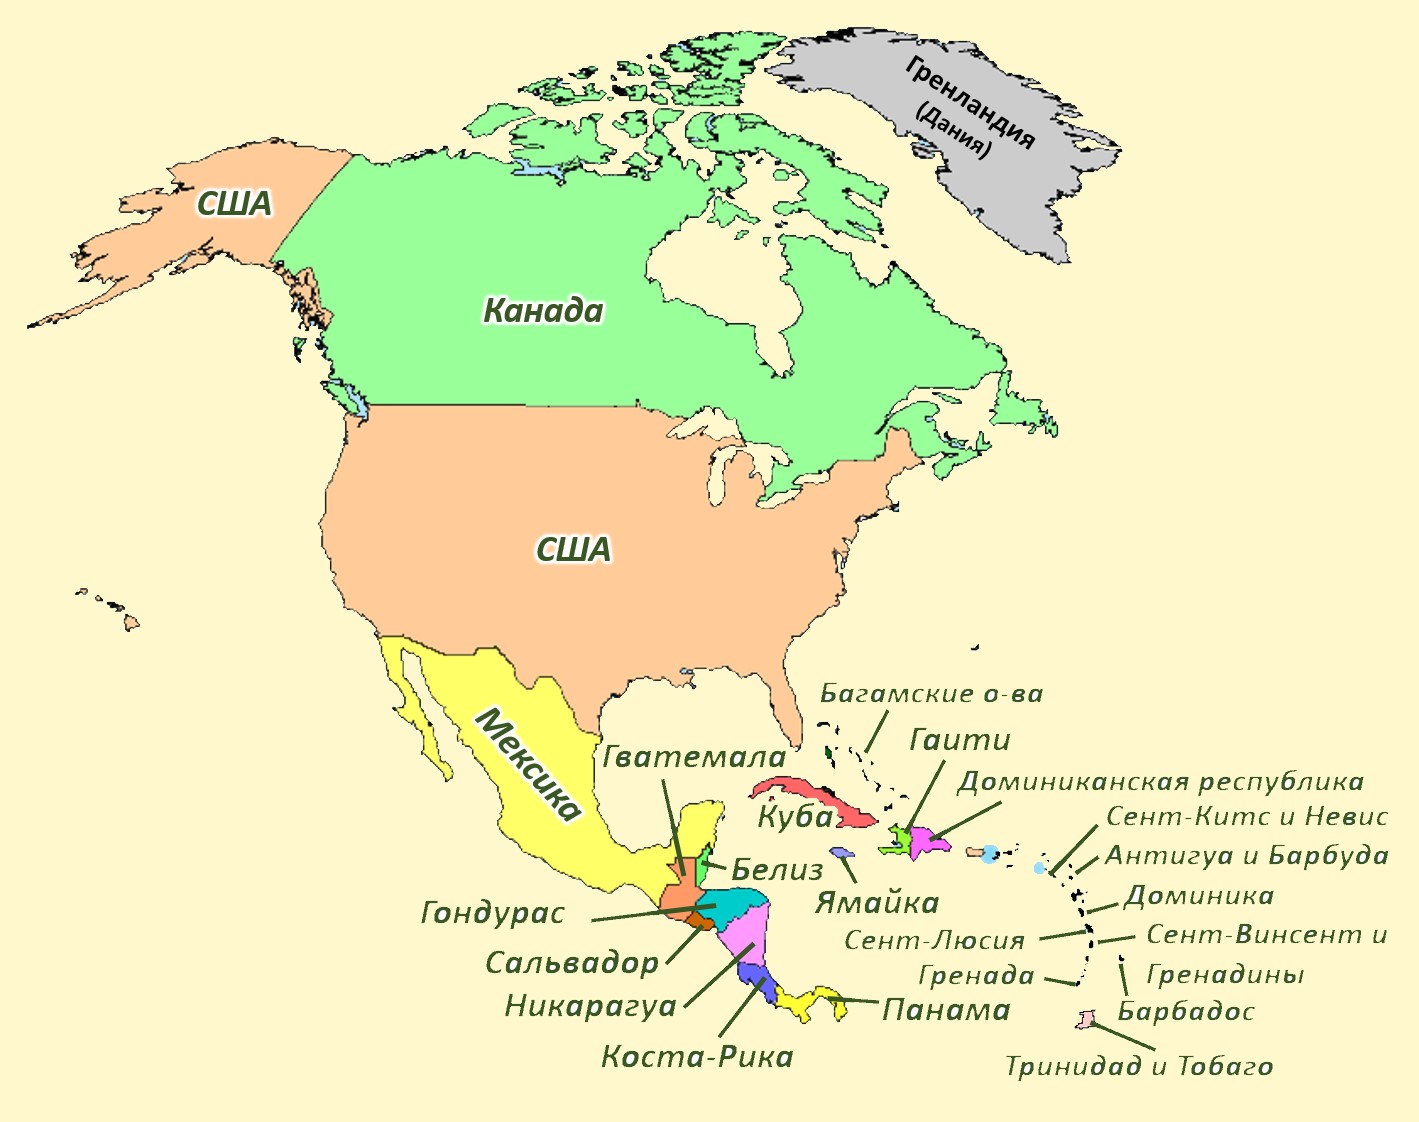 Гренландия
(Дания)
США
Канада
США
Мексика
Багамские о-ва
Гаити
Гватемала
Доминиканская республика
Куба
Сент-Китс и Невис
Антигуа и Барбуда
Белиз
Ямайка
Доминика
Гондурас
Сент-Люсия
Сент-Винсент и
Гренадины
Сальвадор
Гренада
Никарагуа
Панама
Барбадос
Коста-Рика
Тринидад и Тобаго